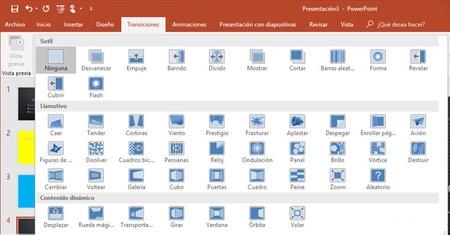 Presentación3 - PowerPoint
Archivo Inicio Insertar Diseño Transiciones Animaciones Presentación con diapositivas Revisar Vista ¿Qué desea hacer?
Sutil
Ninguna Desvanecer Empuje Barrido Dividir Mostrar Cortar Barras aleat... Forma Revelar
Vista previa
Cubrir Flash
Vista previa
Llamativo
1
Caer Tender Cortinas Viento Prestigio Fracturar Aplastar Despegar Enrollar pág... Avión
2
Figuras de ... Disolver Cuadros bic... Persianas Reloj Ondulación Panel Brillo Vórtice Destruir
3
Cambiar Voltear Galería Cubo Puertas Cuadro Peine Zoom Aleatorio
Contenido dinámico
4
Desplazar Rueda mági... Transporta... Girar Ventana Órbita Volar